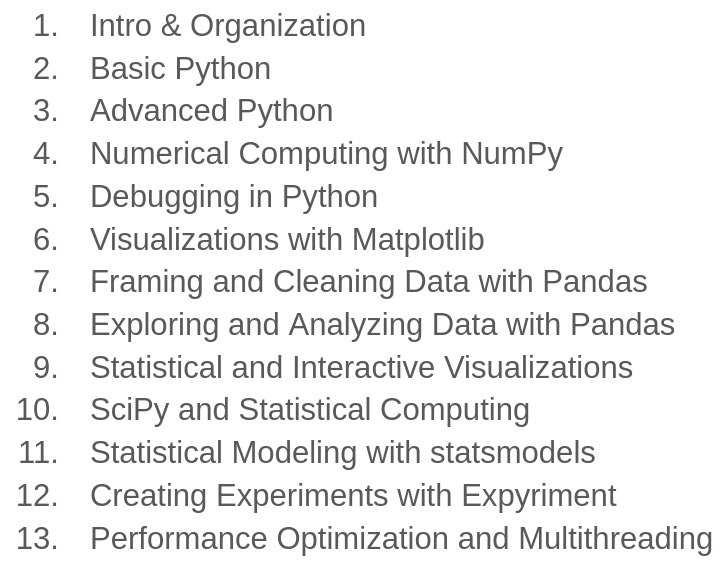 1. Intro & Organization
2. Basic Python
3. Advanced Python
4. Numerical Computing with NumPy
5. Debugging in Python
6. Visualizations with Matplotlib
7. Framing and Cleaning Data with Pandas
8. Exploring and Analyzing Data with Pandas
9. Statistical and Interactive Visualizations
10. SciPy and Statistical Computing
11. Statistical Modeling with statsmodels
12. Creating Experiments with Expyriment
13. Performance Optimization and Multithreading